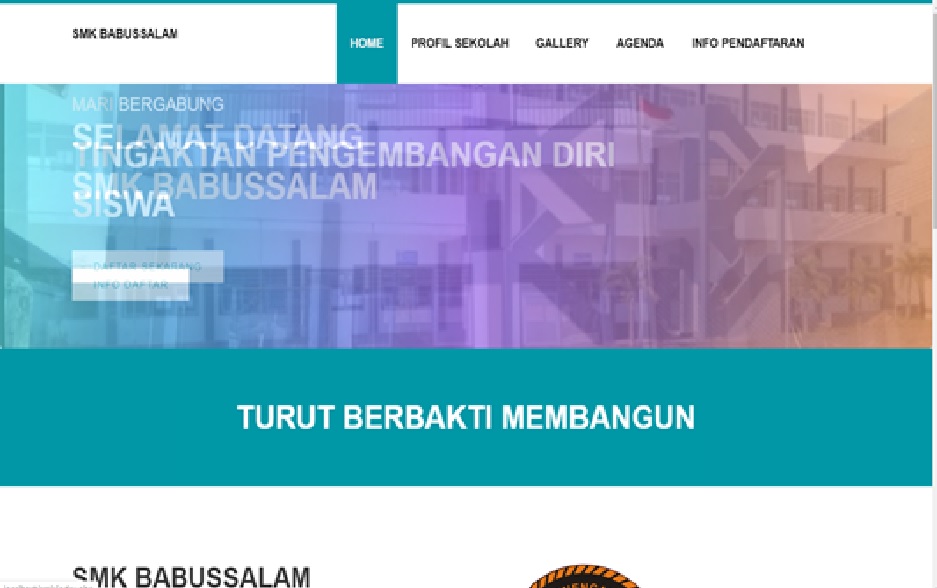 SMK BABUSSALAM
HOME
PROFIL SEKOLAH
GALLERY
AGENDA
INFO PENDAFTARAN
MARI BERGABUNG
SELAMAT DATANG
TINGAKTAN PENGEMBANGAN DIRI
SMK BABUSSALAM
SISWA
DAFTAR SEKARANG
INFO DAFTAR
TURUT BERBAKTI MEMBANGUN
SMK BABUSSALAM